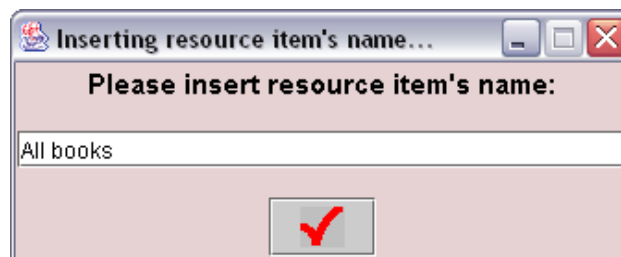 Inserting resource item's name...
Please insert resource item's name:
All books